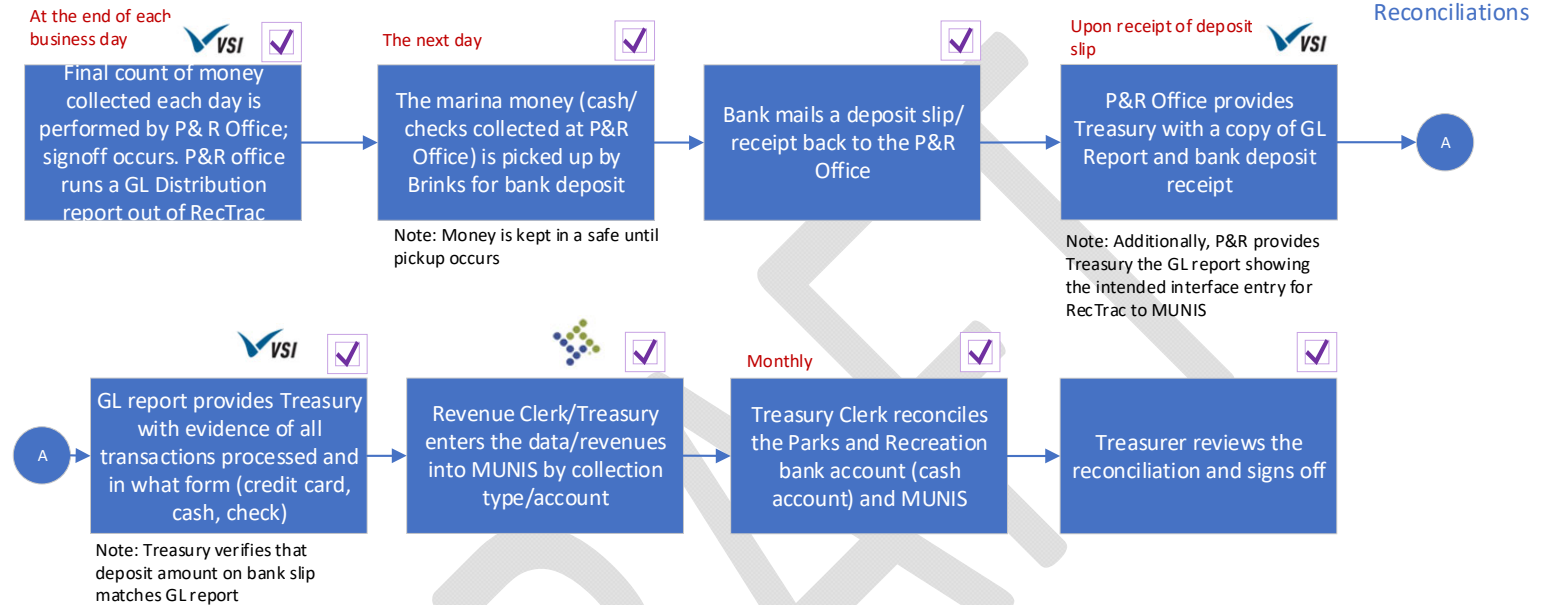 Reconciliations
At the end of each
business day
VSI
Final count of money
collected each day is
performed by P& R Office;
signoff occurs. P&R office
runs a GL Distribution
report out of RecTrac
The next day
The marina money (cash/
checks collected at P&R
Office) is picked up by
Brinks for bank deposit
Note: Money is kept in a safe until
pickup occurs
Bank mails a deposit slip/
receipt back to the P&R
Office
Upon receipt of deposit
slip
VSI
P&R Office provides
Treasury with a copy of GL
Report and bank deposit
receipt
Note: Additionally, P&R provides
Treasury the GL report showing
the intended interface entry for
RecTrac to MUNIS
A
A
VSI
GL report provides Treasury
with evidence of all
transactions processed and
in what form (credit card,
cash, check)
Note: Treasury verifies that
deposit amount on bank slip
matches GL report
Revenue Clerk/Treasury
enters the data/revenues
into MUNIS by collection
type/account
Monthly
Treasury Clerk reconciles
the Parks and Recreation
bank account (cash
account) and MUNIS
Treasurer reviews the
reconciliation and signs off
DRAFT